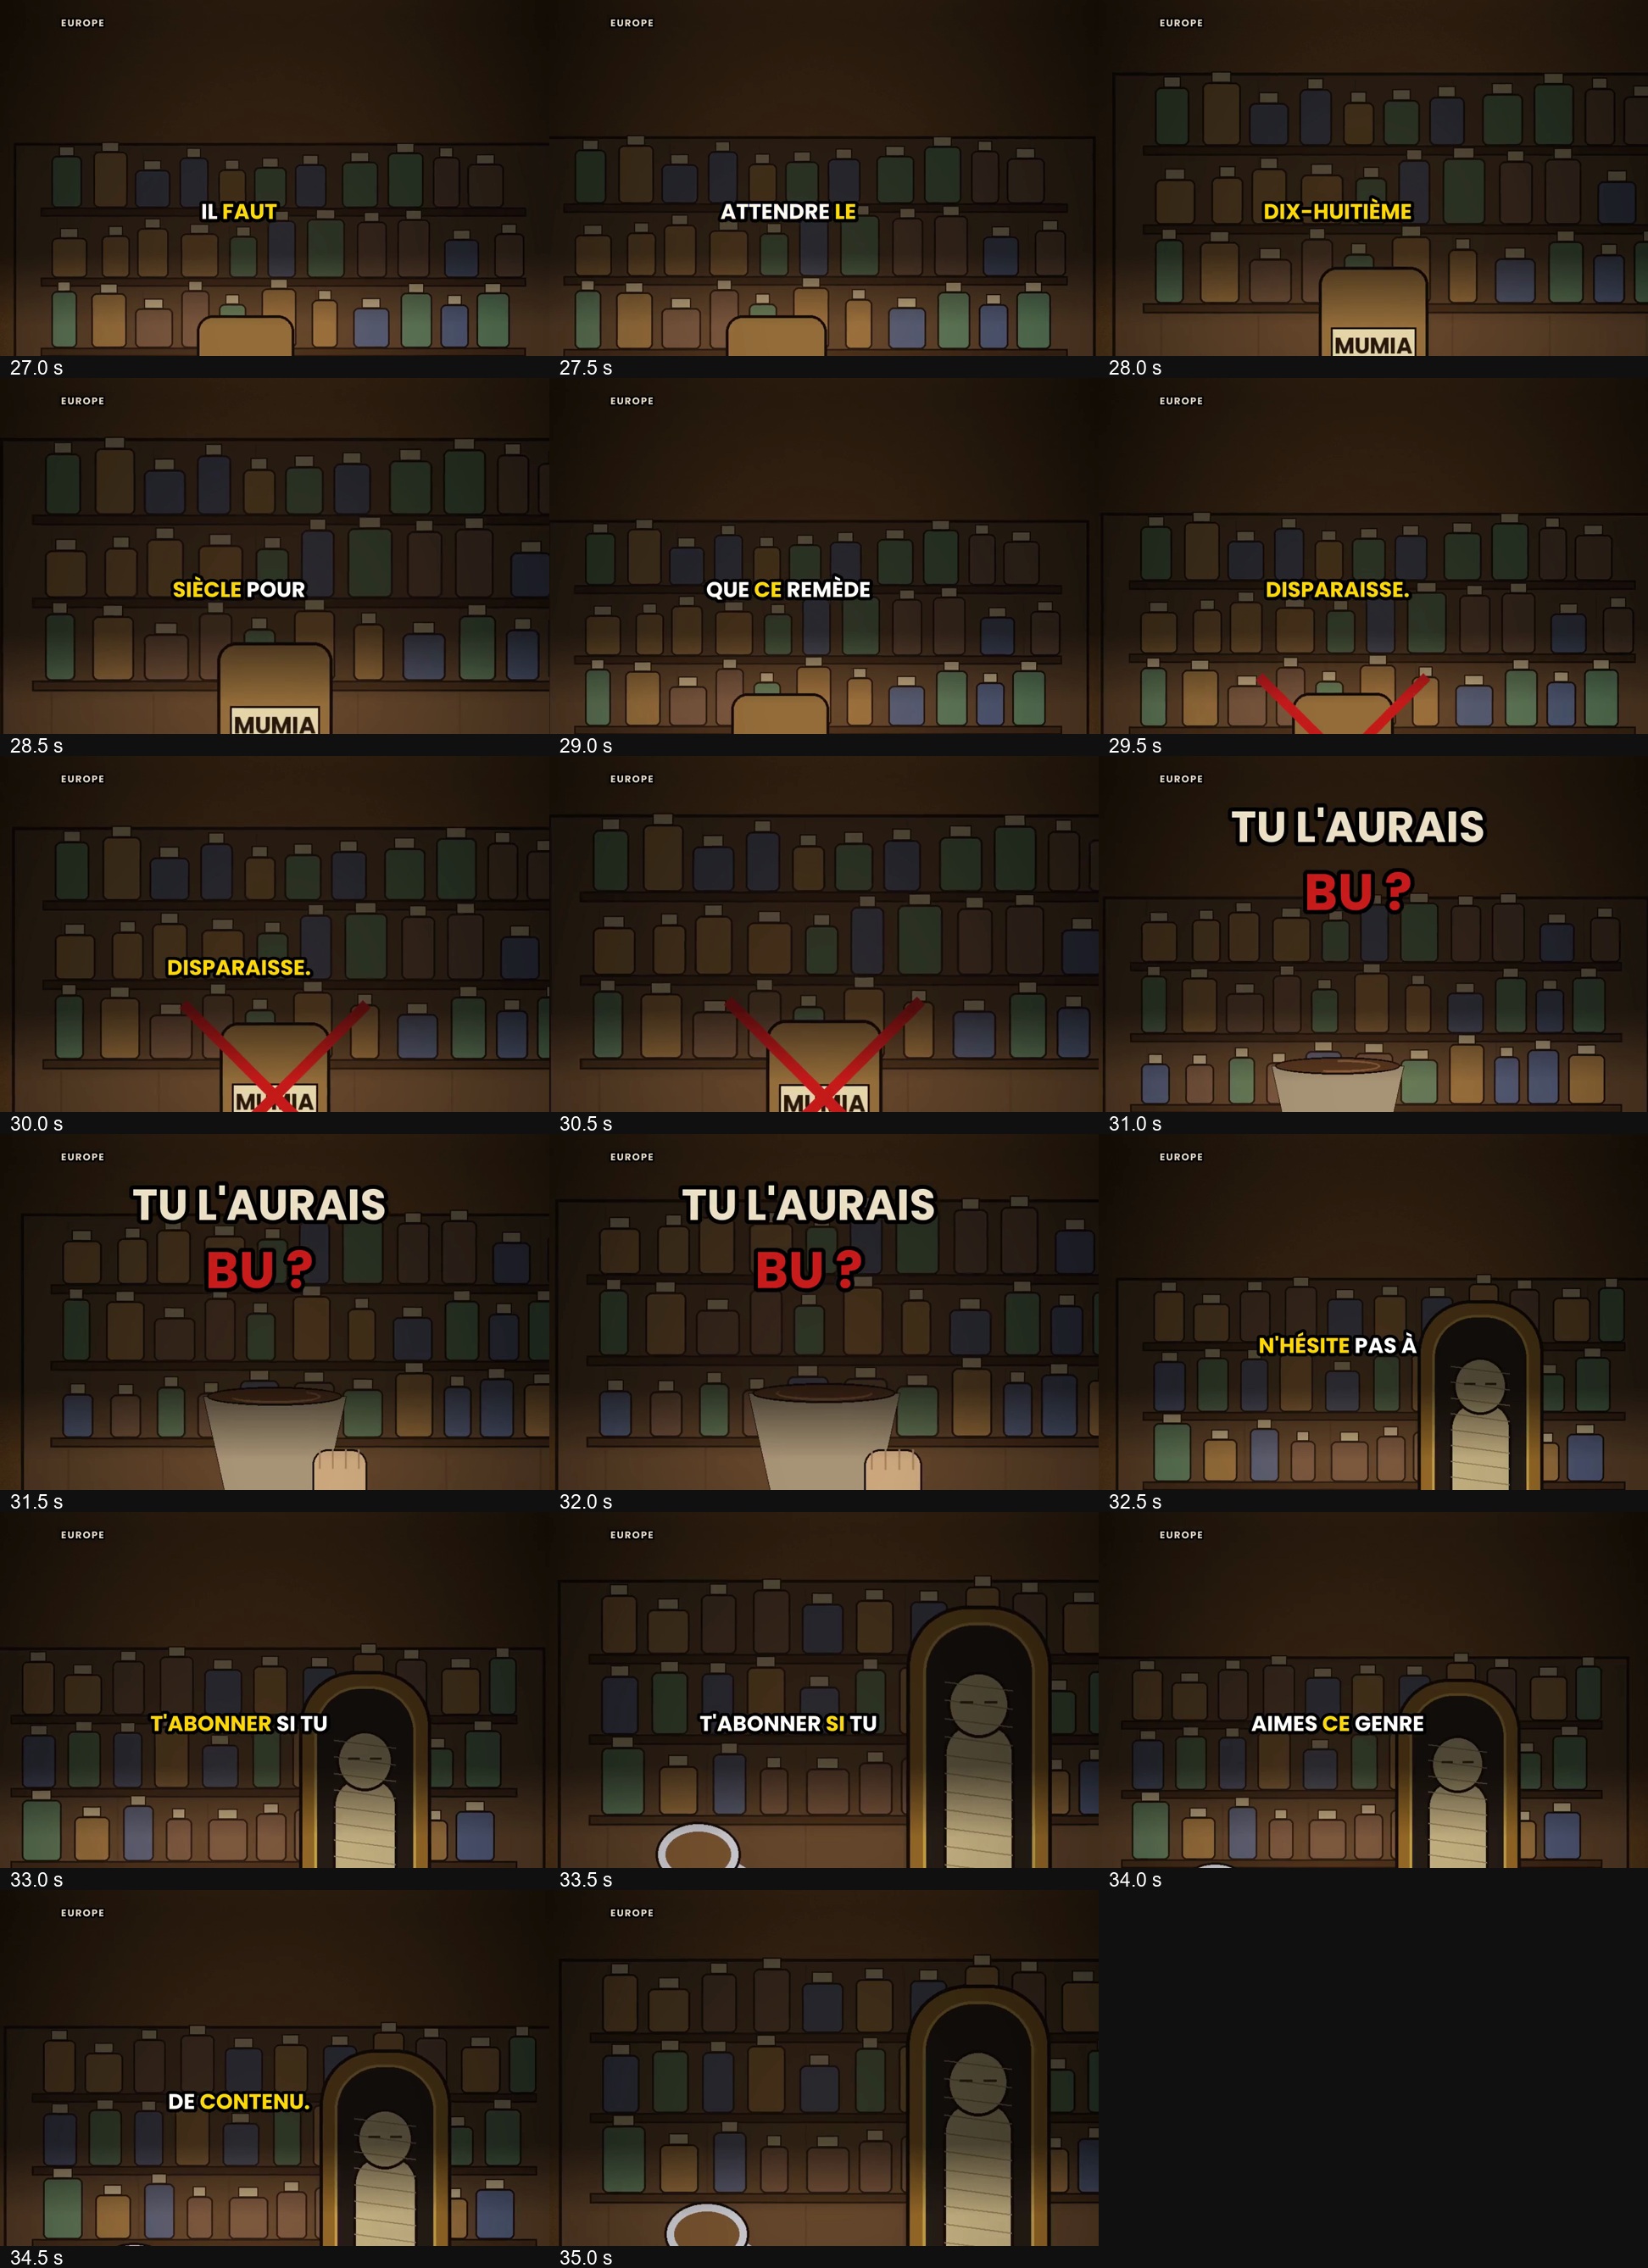 EUROPE
EUROPE
EUROPE
IL FAUT
ATTENDRE LE
DIX-HUITIÈME
MUMIA
27.0 s
27.5 s
28.0 s
EUROPE
EUROPE
EUROPE
SIÈCLE POUR
QUE CE REMÈDE
DISPARAISSE.
MUMIA
28.5 s
29.0 s
29.5 s
EUROPE
EUROPE
EUROPE
TU L'AURAIS
BU ?
DISPARAISSE.
MUMIA
MUMIA
30.0 s
30.5 s
31.0 s
EUROPE
EUROPE
EUROPE
TU L'AURAIS
BU ?
TU L'AURAIS
BU ?
N'HÉSITE PAS À
31.5 s
32.0 s
32.5 s
EUROPE
EUROPE
EUROPE
T'ABONNER SI TU
T'ABONNER SI TU
AIMES CE GENRE
33.0 s
33.5 s
34.0 s
EUROPE
EUROPE
DE CONTENU.
34.5 s
35.0 s